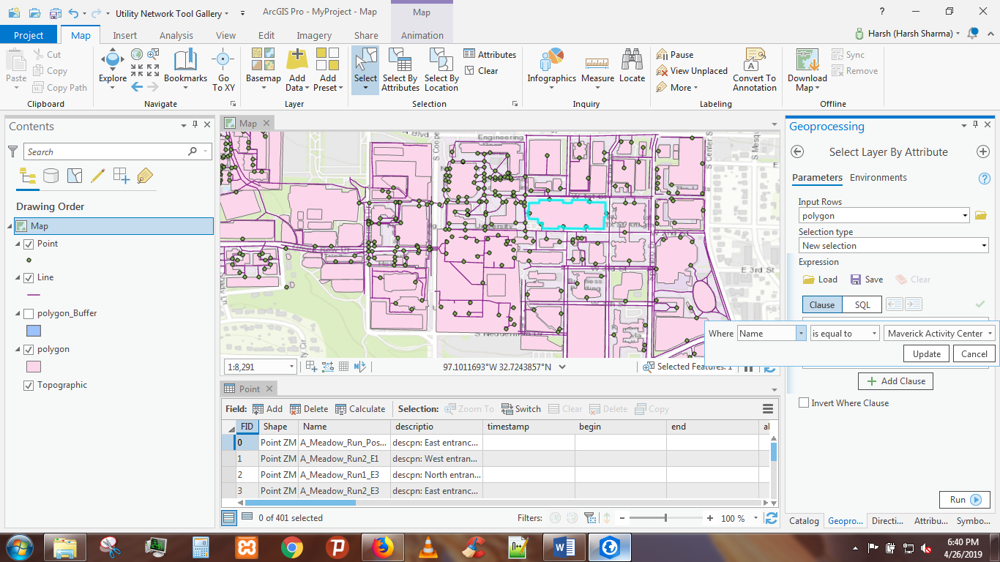 Utility Network Tool Gallery
ArcGIS Pro - MyProject - Map
Map
?
Project
Map
Insert
Analysis
View
Edit
Imagery
Share
Animation
Harsh (Harsh Sharma)
Paste
Cut
Copy
Copy Path
Clipboard
Explore
Bookmarks
Go
To XY
Navigate
Basemap
Add
Data
Add
Preset
Layer
Select
Select By
Attributes
Select By
Location
Attributes
Clear
Selection
Infographics
Measure
Locate
Inquiry
Pause
View Unplaced
More
Convert To
Annotation
Labeling
Download
Map
Sync
Remove
Offline
Contents
Search
Drawing Order
Map
Point
Line
polygon_Buffer
polygon
Topographic
Map
Blvd
S Coope
Engineering
S Center S
S Mesq
University
W 3rd St
E 3rd St
Business
S Nedderman D
1:8,291
97.1011693°W 32.7243857°N
Selected Features: 1
Point
Field:
Add
Delete
Calculate
Selection:
Zoom To
Switch
Clear
Delete
Copy
FID Shape Name descriptio timestamp begin end al
0 Point ZM A_Meadow_Run_Pos... descpn: East entranc...
1 Point ZM A_Meadow_Run2_E1 descpn: West entran...
2 Point ZM A_Meadow_Run1_E3 descpn: North entran...
3 Point ZM A_Meadow_Run2_E3 descpn: East entranc...
0 of 401 selected
Filters:
100 %
Geoprocessing
Select Layer By Attribute
Parameters Environments
?
Input Rows
polygon
Selection type
New selection
Expression
Load
Save
Clear
Clause
SQL
Where Name is equal to Maverick Activity Center
Update
Cancel
Add Clause
Invert Where Clause
Run
Catalog Geopro... Directi... Attribu... Symbo...
6:40 PM
4/26/2019